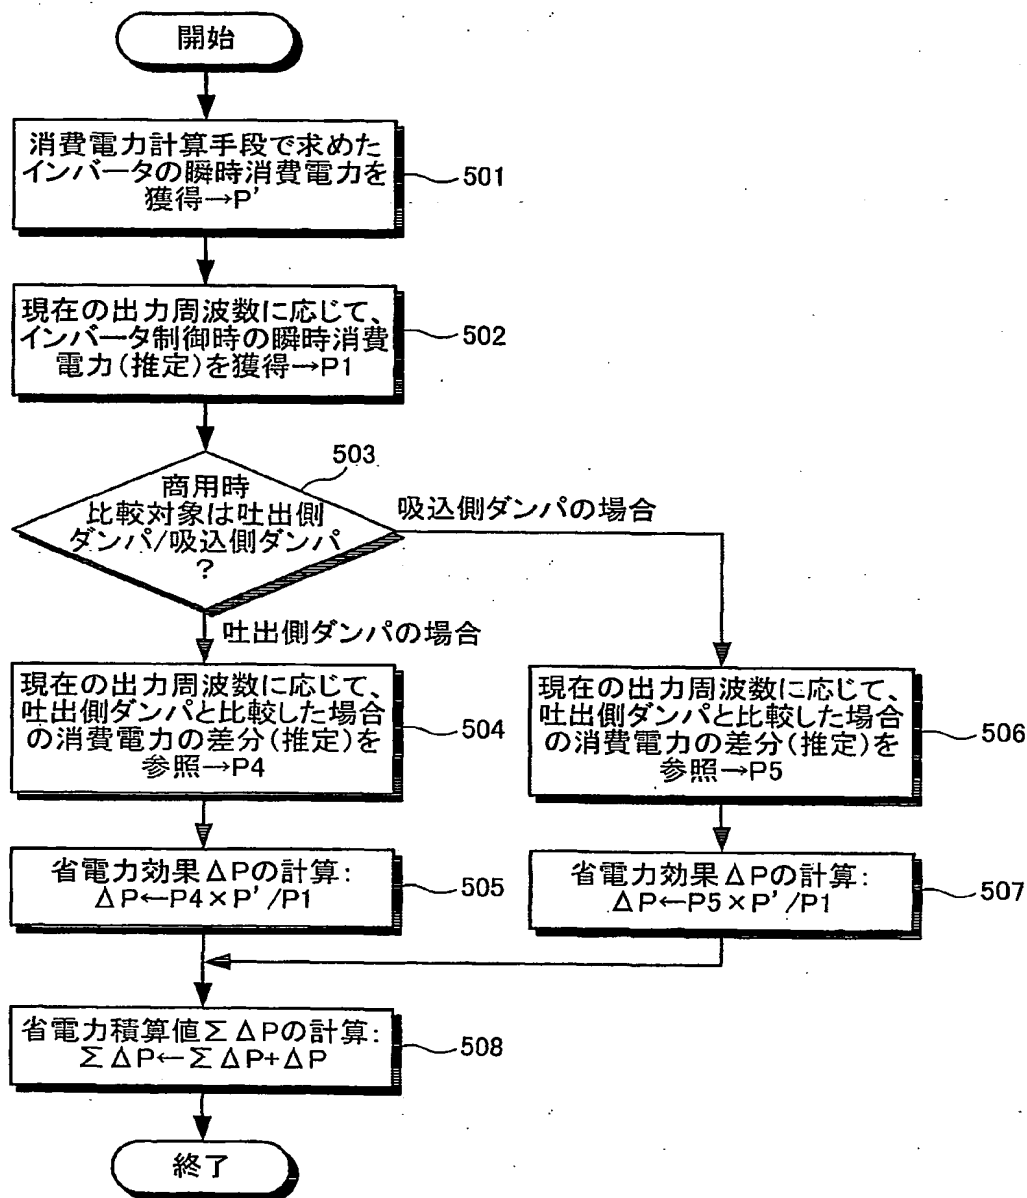 開始
消費電力計算手段で求めた
インバータの瞬時消費電力を
獲得→P'
501
現在の出力周波数に応じて、
インバータ制御時の瞬時消費
電力(推定)を獲得→P1
502
503
商用時
比較対象は吐出側
ダンパ/吸込側ダンパ
?
吸込側ダンパの場合
吐出側ダンパの場合
現在の出力周波数に応じて、
吐出側ダンパと比較した場合
の消費電力の差分(推定)を
参照→P4
504
現在の出力周波数に応じて、
吐出側ダンパと比較した場合
の消費電力の差分(推定)を
参照→P5
506
省電力効果ΔPの計算:
ΔP←P4×P'/P1
505
省電力効果ΔPの計算:
ΔP←P5×P'/P1
507
省電力積算値ΣΔPの計算:
ΣΔP←ΣΔP+ΔP
508
終了